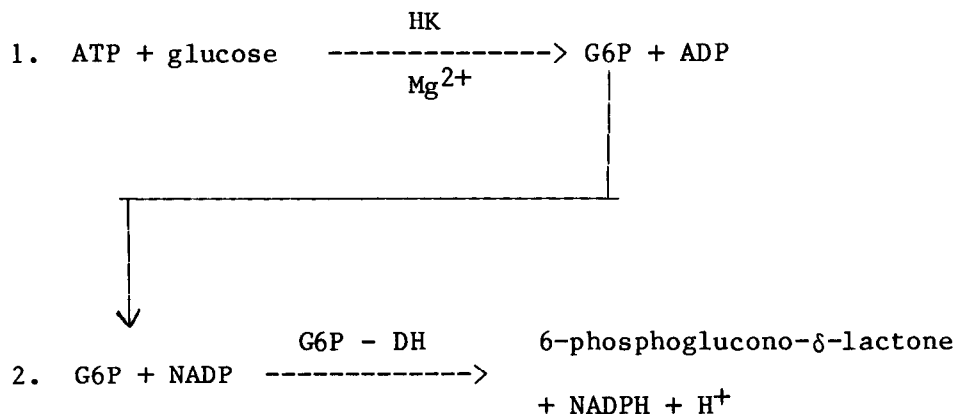 HK
1. ATP + glucose -------------> G6P + ADP
Mg2+
G6P - DH 6-phosphoglucono-δ-lactone
2. G6P + NADP ------------>
+ NADPH + H+